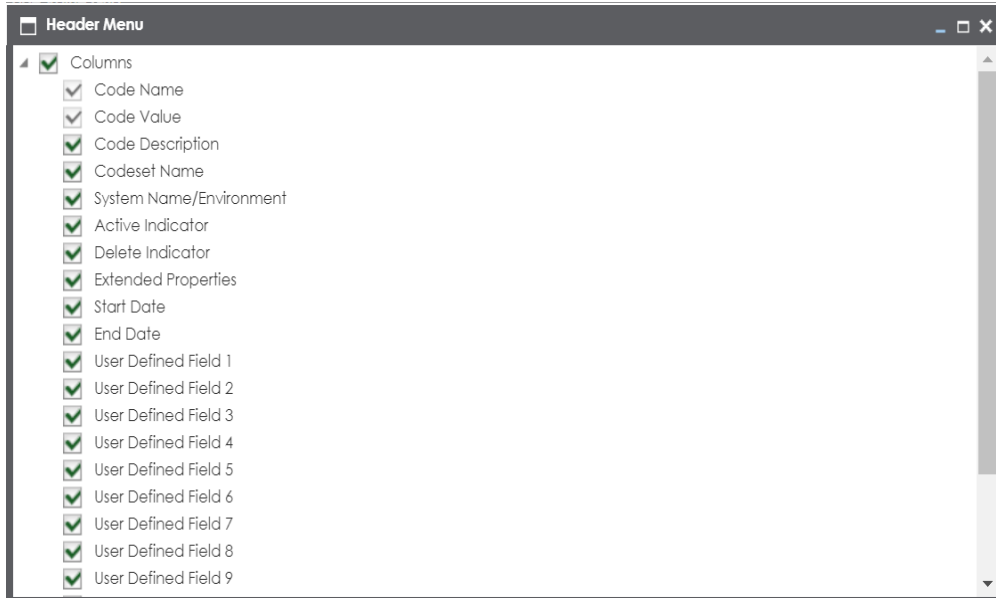 Header Menu
Columns
Code Name
Code Value
Code Description
Codeset Name
System Name/Environment
Active Indicator
Delete Indicator
Extended Properties
Start Date
End Date
User Defined Field 1
User Defined Field 2
User Defined Field 3
User Defined Field 4
User Defined Field 5
User Defined Field 6
User Defined Field 7
User Defined Field 8
User Defined Field 9